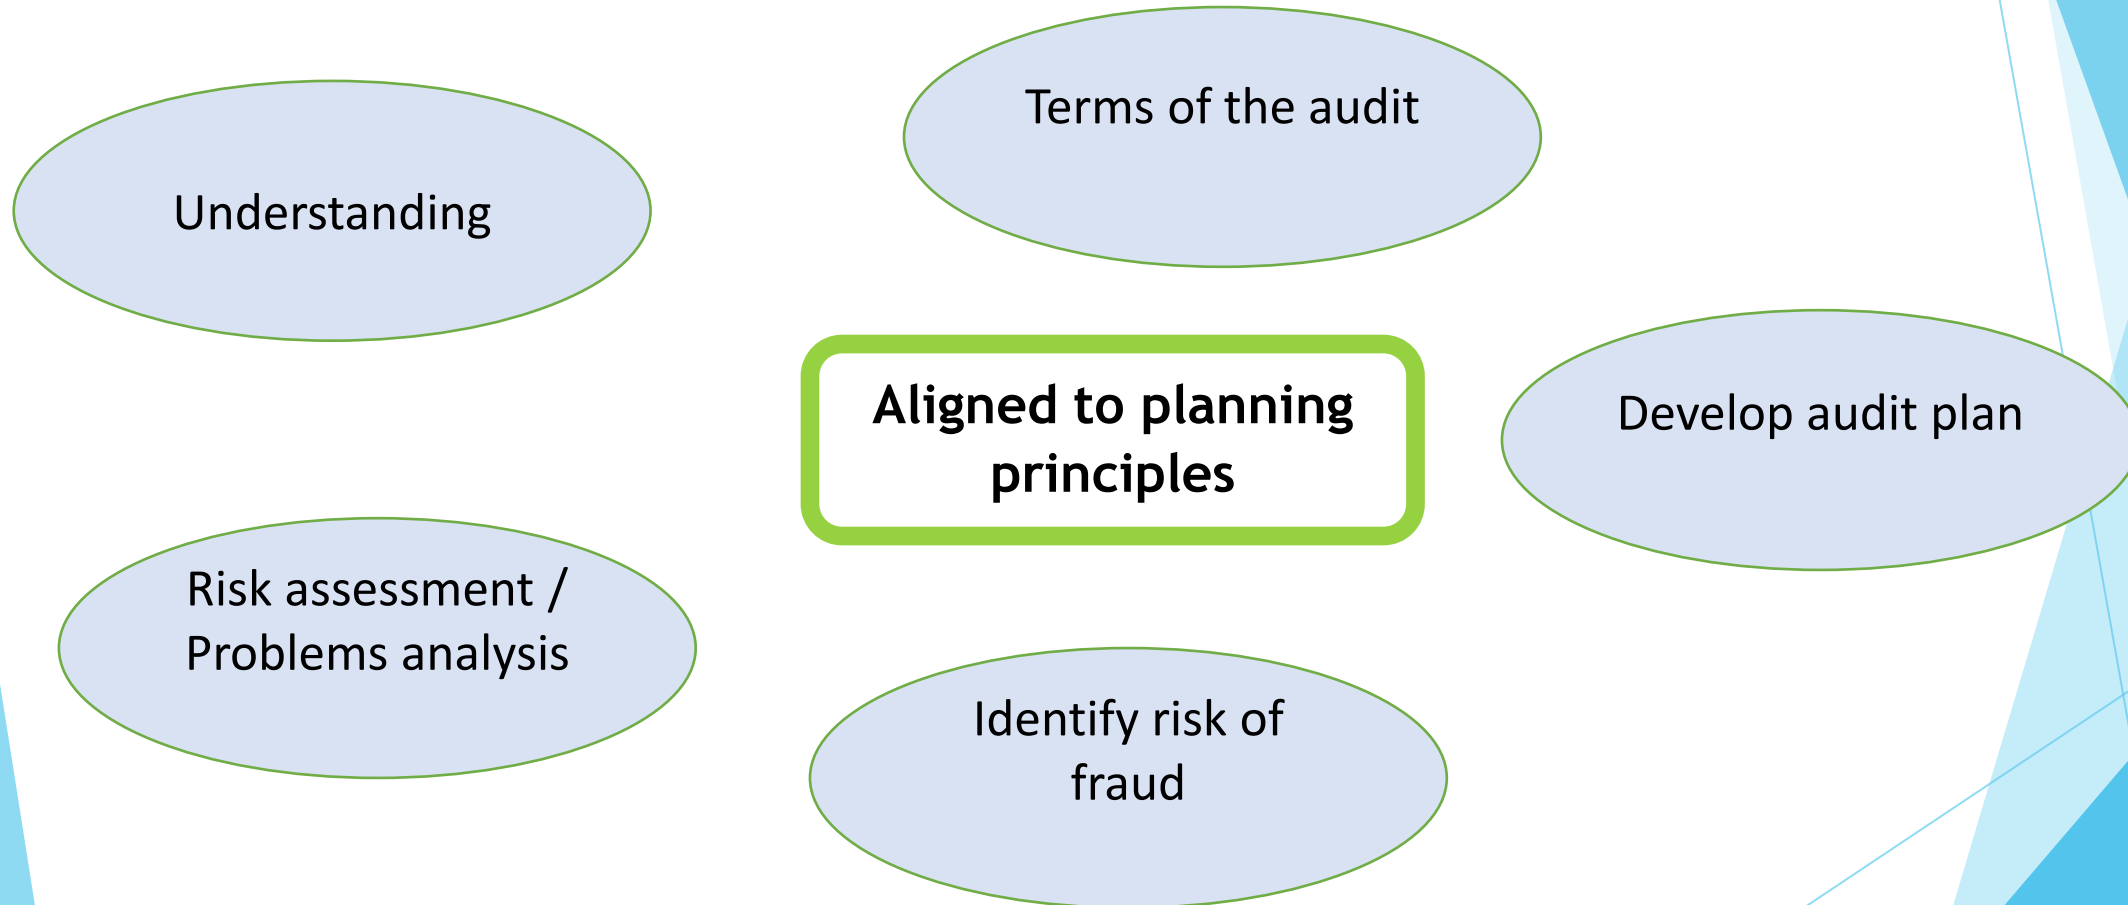 Terms of the audit
Understanding
Aligned to planning
principles
Develop audit plan
Risk assessment /
Problems analysis
Identify risk of
fraud